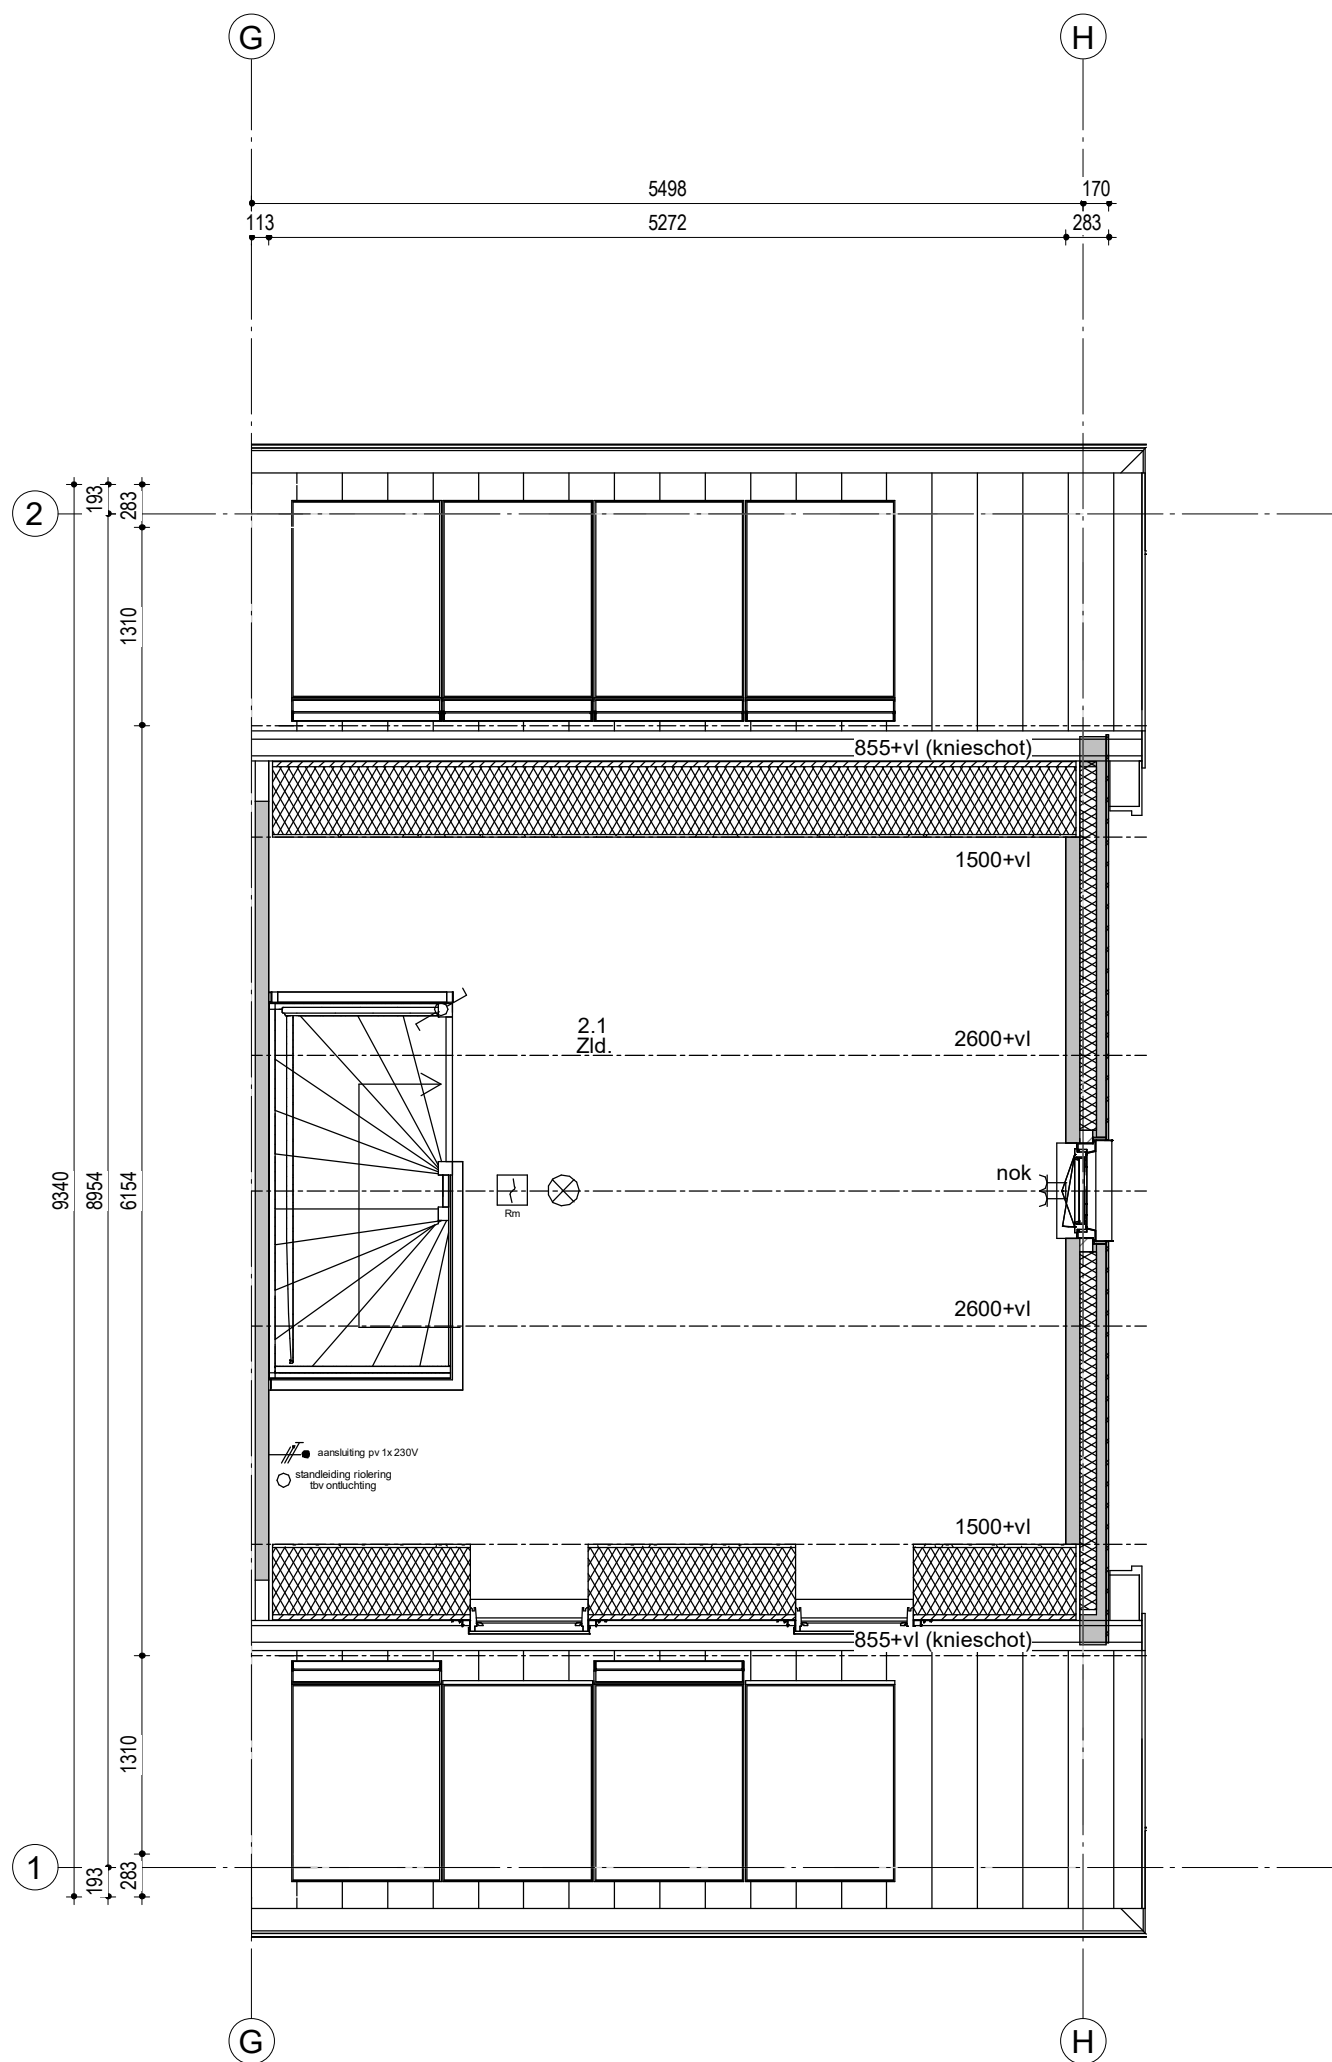 G
H
5498
170
113
5272
283
2
193
283
1310
855+vl (knieschot)
1500+vl
2.1
Zld.
2600+vl
9340
8954
6154
nok
Rm
2600+vl
aansluiting pv 1x 230V
standleiding riolering
tbv ontluchting
1500+vl
855+vl (knieschot)
1310
1
193
283
G
H